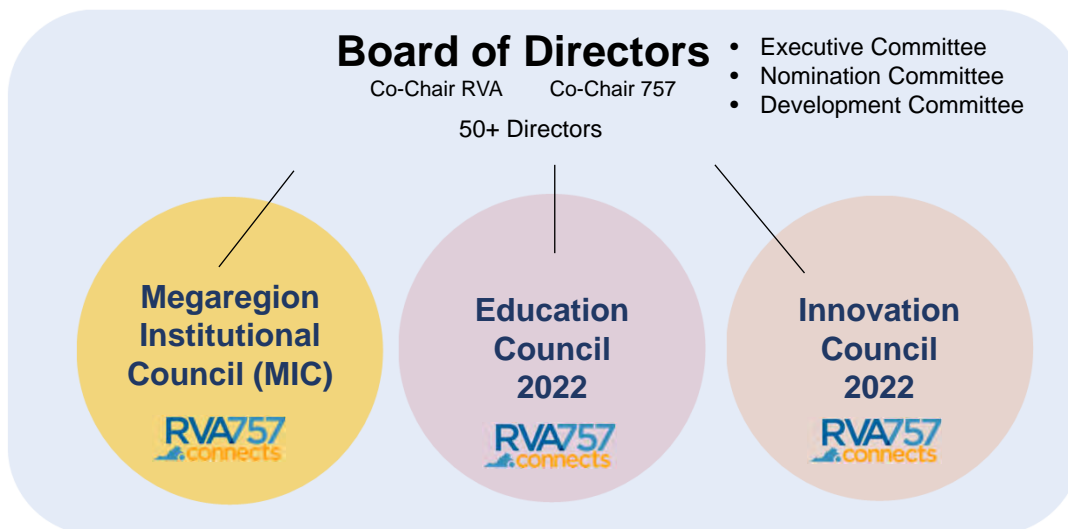 Board of Directors
Co-Chair RVA Co-Chair 757
50+ Directors
• Executive Committee
• Nomination Committee
• Development Committee
Megaregion
Institutional
Council (MIC)
RVA757
connects
Education
Council
2022
RVA757
connects
Innovation
Council
2022
RVA757
connects